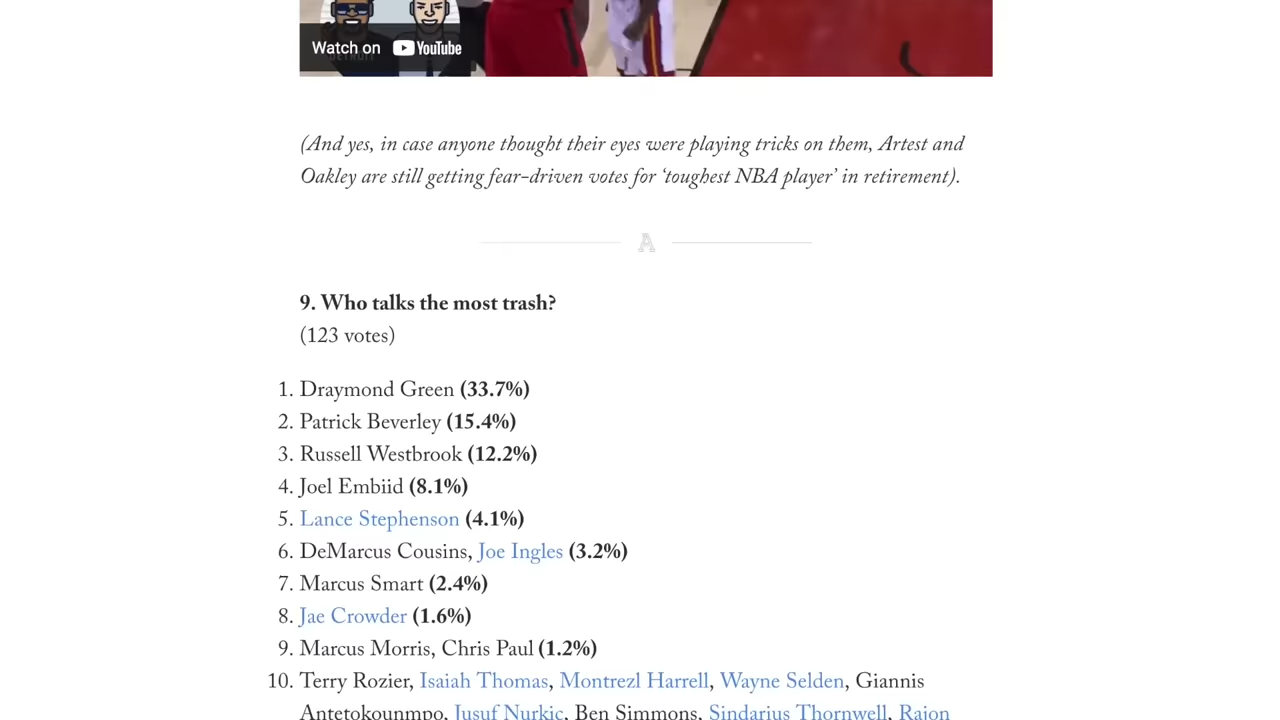 Watch on YouTube
DETROIT
(And yes, in case anyone thought their eyes were playing tricks on them, Artest and
Oakley are still getting fear-driven votes for ‘toughest NBA player’ in retirement).
A
9. Who talks the most trash?
(123 votes)
1. Draymond Green (33.7%)
2. Patrick Beverley (15.4%)
3. Russell Westbrook (12.2%)
4. Joel Embiid (8.1%)
5. Lance Stephenson (4.1%)
6. DeMarcus Cousins, Joe Ingles (3.2%)
7. Marcus Smart (2.4%)
8. Jae Crowder (1.6%)
9. Marcus Morris, Chris Paul (1.2%)
10. Terry Rozier, Isaiah Thomas, Montrezl Harrell, Wayne Selden, Giannis
Antetokounmpo, Jusuf Nurkic, Ben Simmons, Sindarius Thornwell, Rajon